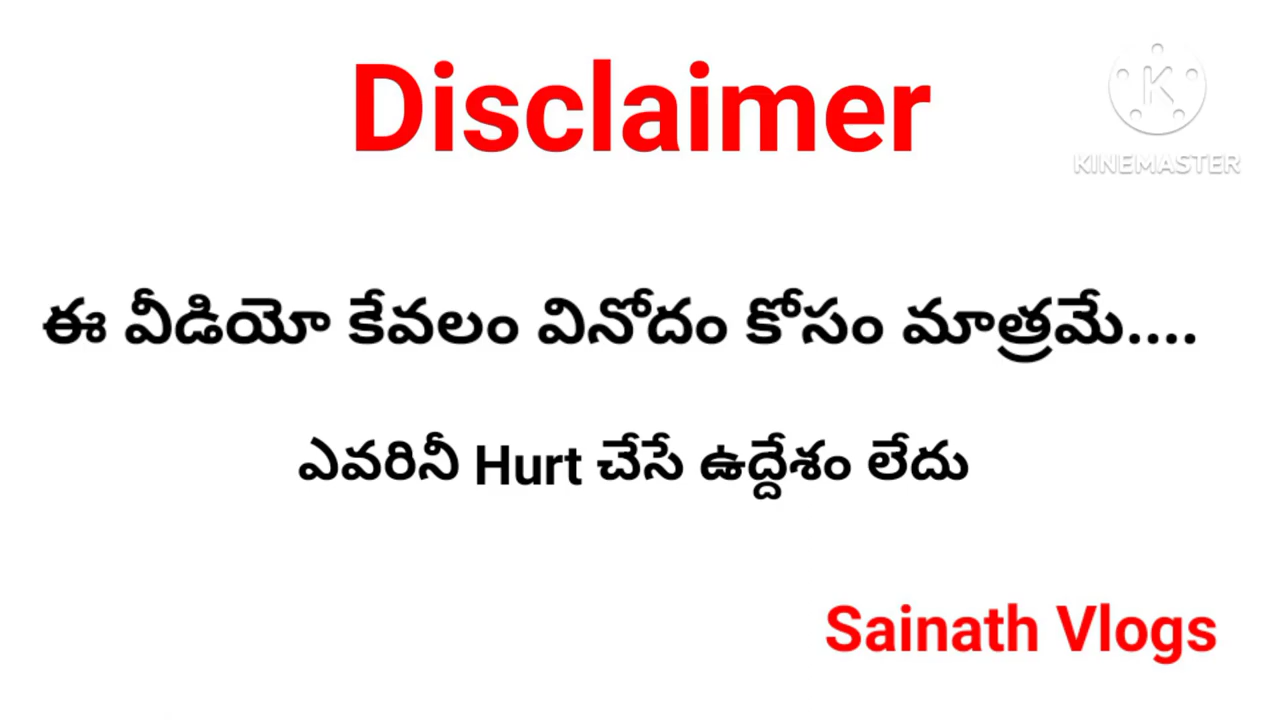 Disclaimer
KINEMASTER
ఈ వీడియో కేవలం వినోదం కోసం మాత్రమే....
ఎవరినీ Hurt చేసే ఉద్దేశం లేదు
Sainath Vlogs